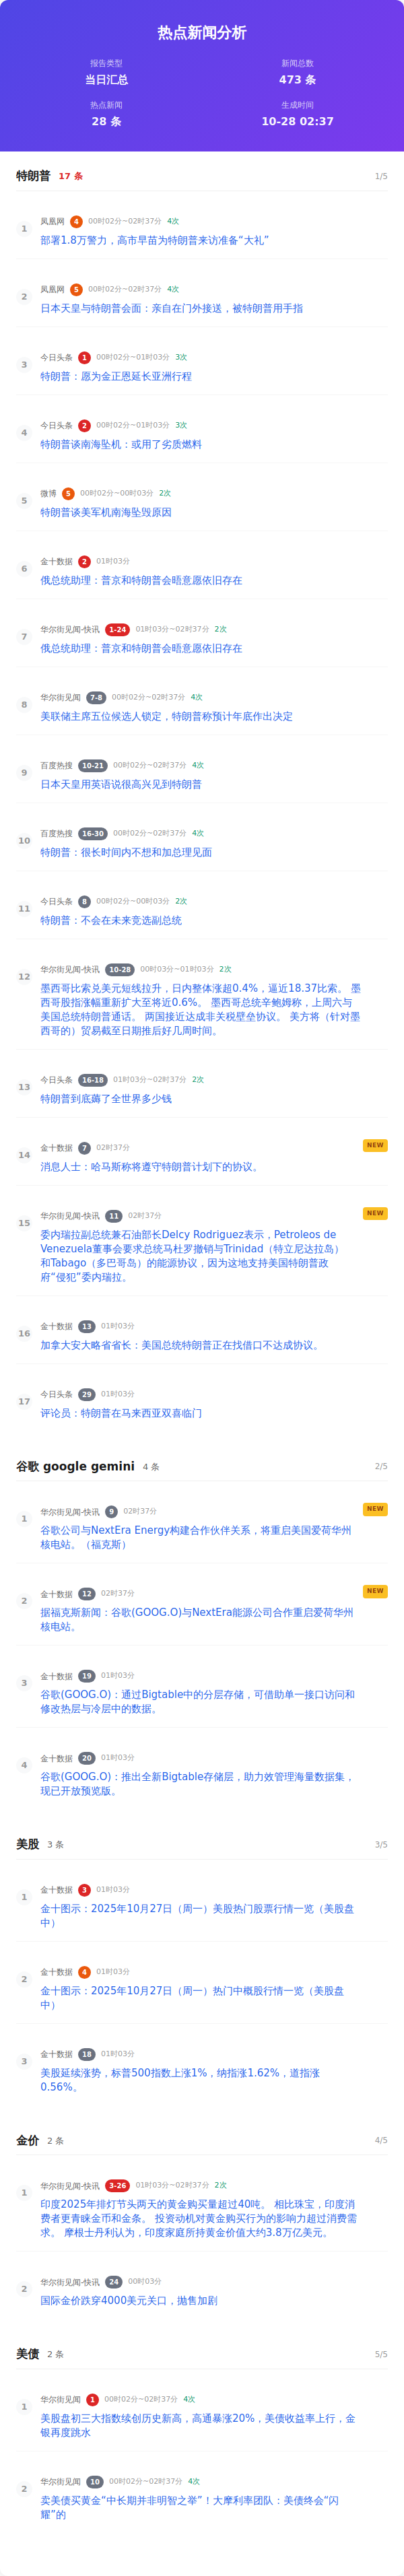 热点新闻分析
报告类型
当日汇总
新闻总数
473 条
热点新闻
28 条
生成时间
10-28 02:37
特朗普 17 条 1/5
1
凤凰网 4 00时02分~02时37分 4次
部署1.8万警力，高市早苗为特朗普来访准备“大礼”
2
凤凰网 5 00时02分~02时37分 4次
日本天皇与特朗普会面：亲自在门外接送，被特朗普用手指
3
今日头条 1 00时02分~01时03分 3次
特朗普：愿为金正恩延长亚洲行程
4
今日头条 2 00时02分~01时03分 3次
特朗普谈南海坠机：或用了劣质燃料
5
微博 5 00时02分~00时03分 2次
特朗普谈美军机南海坠毁原因
6
金十数据 2 01时03分
俄总统助理：普京和特朗普会晤意愿依旧存在
7
华尔街见闻-快讯 1-24 01时03分~02时37分 2次
俄总统助理：普京和特朗普会晤意愿依旧存在
8
华尔街见闻 7-8 00时02分~02时37分 4次
美联储主席五位候选人锁定，特朗普称预计年底作出决定
9
百度热搜 10-21 00时02分~02时37分 4次
日本天皇用英语说很高兴见到特朗普
10
百度热搜 16-30 00时02分~02时37分 4次
特朗普：很长时间内不想和加总理见面
11
今日头条 8 00时02分~00时03分 2次
特朗普：不会在未来竞选副总统
12
华尔街见闻-快讯 10-28 00时03分~01时03分 2次
墨西哥比索兑美元短线拉升，日内整体涨超0.4%，逼近18.37比索。 墨
西哥股指涨幅重新扩大至将近0.6%。 墨西哥总统辛鲍姆称，上周六与
美国总统特朗普通话。 两国接近达成非关税壁垒协议。 美方将（针对墨
西哥的）贸易截至日期推后好几周时间。
13
今日头条 16-18 01时03分~02时37分 2次
特朗普到底薅了全世界多少钱
14
金十数据 7 02时37分 NEW
消息人士：哈马斯称将遵守特朗普计划下的协议。
15
华尔街见闻-快讯 11 02时37分 NEW
委内瑞拉副总统兼石油部长Delcy Rodriguez表示，Petroleos de
Venezuela董事会要求总统马杜罗撤销与Trinidad（特立尼达拉岛）
和Tabago（多巴哥岛）的能源协议，因为这地支持美国特朗普政
府“侵犯”委内瑞拉。
16
金十数据 13 01时03分
加拿大安大略省省长：美国总统特朗普正在找借口不达成协议。
17
今日头条 29 01时03分
评论员：特朗普在马来西亚双喜临门
谷歌 google gemini 4 条 2/5
1
华尔街见闻-快讯 9 02时37分 NEW
谷歌公司与NextEra Energy构建合作伙伴关系，将重启美国爱荷华州
核电站。（福克斯）
2
金十数据 12 02时37分 NEW
据福克斯新闻：谷歌(GOOG.O)与NextEra能源公司合作重启爱荷华州
核电站。
3
金十数据 19 01时03分
谷歌(GOOG.O)：通过Bigtable中的分层存储，可借助单一接口访问和
修改热层与冷层中的数据。
4
金十数据 20 01时03分
谷歌(GOOG.O)：推出全新Bigtable存储层，助力效管理海量数据集，
现已开放预览版。
美股 3 条 3/5
1
金十数据 3 01时03分
金十图示：2025年10月27日（周一）美股热门股票行情一览（美股盘
中）
2
金十数据 4 01时03分
金十图示：2025年10月27日（周一）热门中概股行情一览（美股盘
中）
3
金十数据 18 01时03分
美股延续涨势，标普500指数上涨1%，纳指涨1.62%，道指涨
0.56%。
金价 2 条 4/5
1
华尔街见闻-快讯 3-26 01时03分~02时37分 2次
印度2025年排灯节头两天的黄金购买量超过40吨。 相比珠宝，印度消
费者更青睐金币和金条。 投资动机对黄金购买行为的影响力超过消费需
求。 摩根士丹利认为，印度家庭所持黄金价值大约3.8万亿美元。
2
华尔街见闻-快讯 24 00时03分
国际金价跌穿4000美元关口，抛售加剧
美债 2 条 5/5
1
华尔街见闻 1 00时02分~02时37分 4次
美股盘初三大指数续创历史新高，高通暴涨20%，美债收益率上行，金
银再度跳水
2
华尔街见闻 10 00时02分~02时37分 4次
卖美债买黄金“中长期并非明智之举”！大摩利率团队：美债终会“闪
耀”的